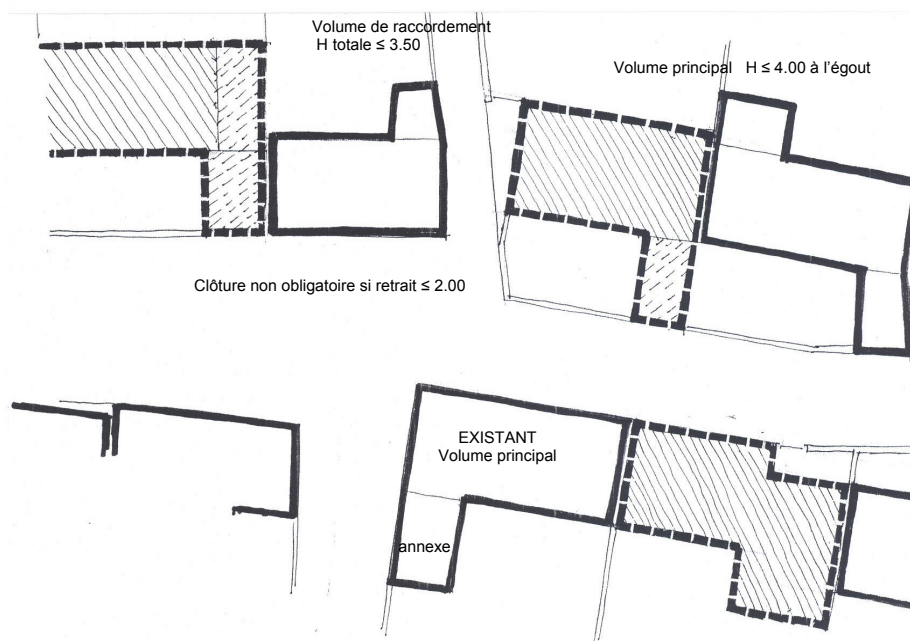 Volume de raccordement
H totale ≤ 3.50
Volume principal H ≤ 4.00 à l'égout
Clôture non obligatoire si retrait ≤ 2.00
EXISTANT
Volume principal
annexe